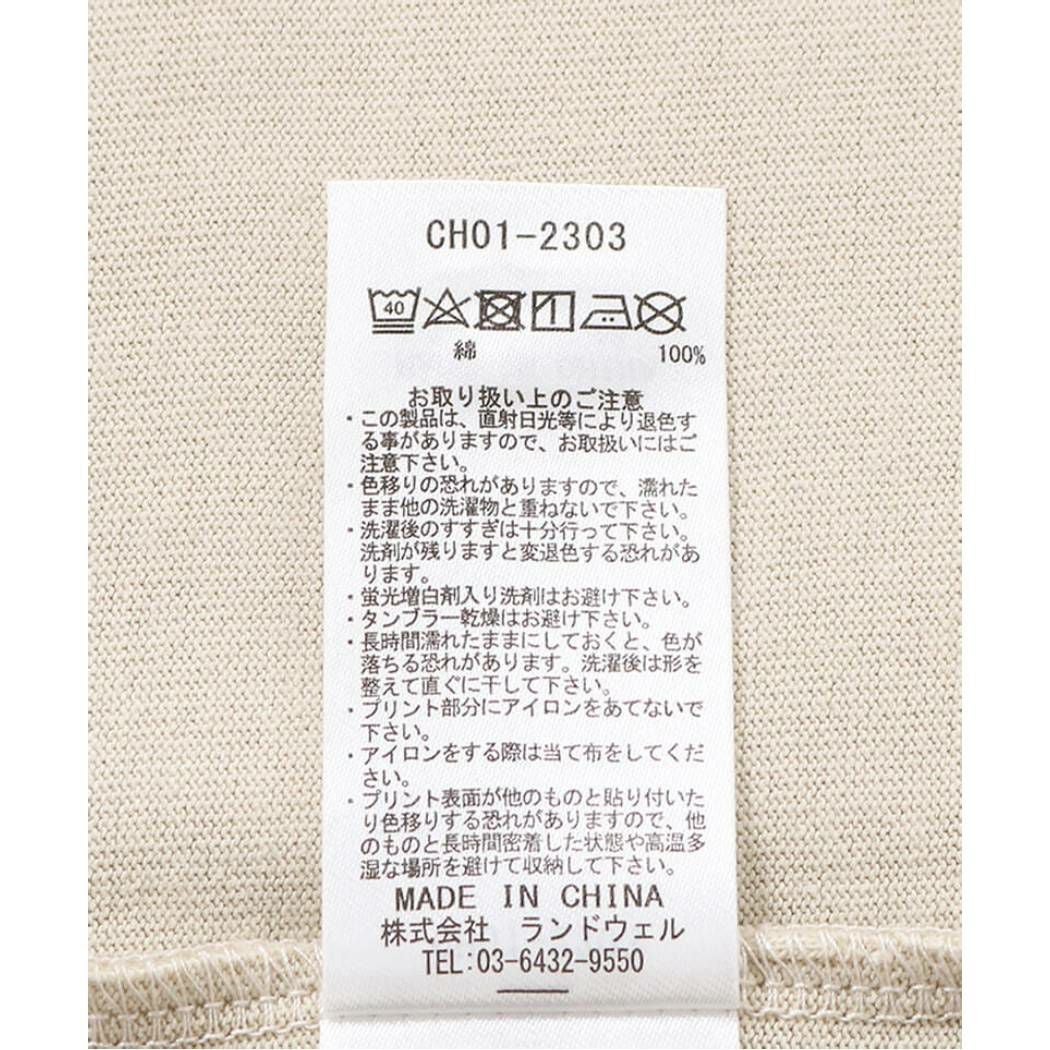 CH01-2303
40
綿 100%
お取り扱い上のご注意
・この製品は、直射日光等により退色す
る事がありますので、お取扱いにはご
注意下さい。
・色移りの恐れがありますので、濡れた
まま他の洗濯物と重ねないで下さい。
・洗濯後のすすぎは十分行って下さい。
洗剤が残りますと変退色する恐れがあ
ります。
・蛍光増白剤入り洗剤はお避け下さい。
・タンブラー乾燥はお避け下さい。
・長時間濡れたままにしておくと、色が
落ちる恐れがあります。洗濯後は形を
整えて直ぐに干して下さい。
・プリント部分にアイロンをあてないで
下さい。
・アイロンをする際は当て布をしてくだ
さい。
・プリント表面が他のものと貼り付いた
り色移りする恐れがありますので、他
のものと長時間密着した状態や高温多
湿な場所を避けて収納して下さい。
MADE IN CHINA
株式会社 ランドウェル
TEL:03-6432-9550